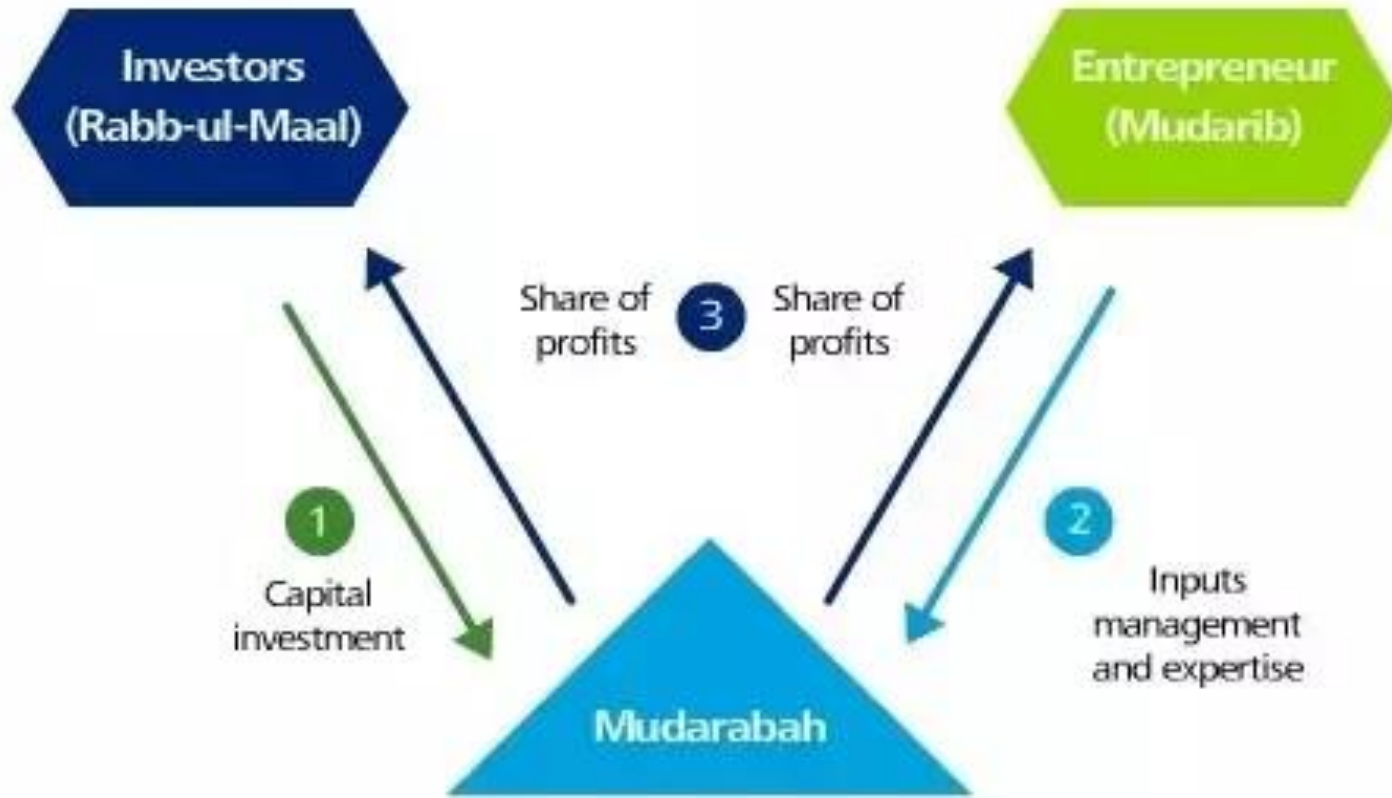 Investors
(Rabb-ul-Maal)
Entrepreneur
(Mudarib)
Share of
profits
3
Share of
profits
1
Capital
investment
2
Inputs
management
and expertise
Mudarabah